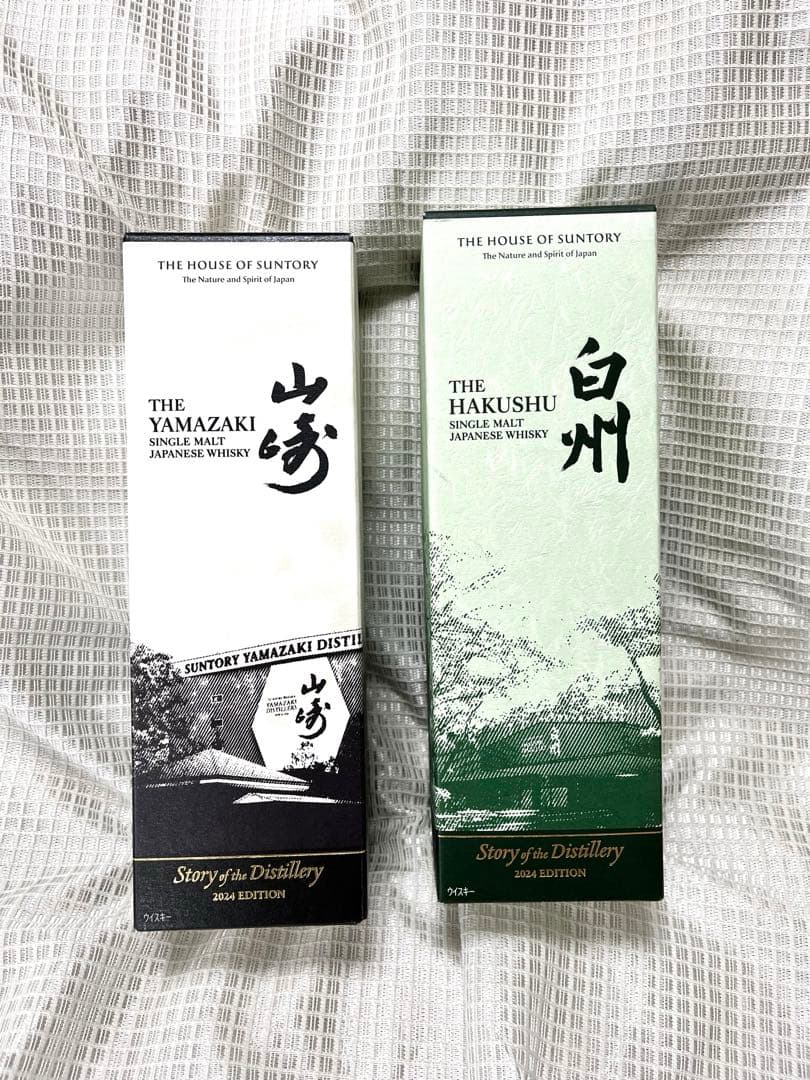 THE HOUSE OF SUNTORY
The Nature and Spirit of Japan
THE
YAMAZAKI
SINGLE MALT
JAPANESE WHISKY
山崎
SUNTORY YAMAZAKI DISTIL
YAMAZAKI
DISTILLERY
山崎
Story of the Distillery
2024 EDITION
ウイスキー
THE HOUSE OF SUNTORY
The Nature and Spirit of Japan
THE
HAKUSHU
SINGLE MALT
JAPANESE WHISKY
白州
Story of the Distillery
2024 EDITION
ウイスキー